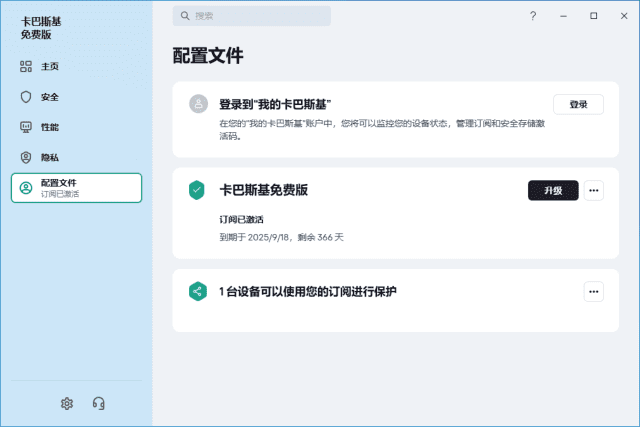 卡巴斯基
免费版
搜索
?
主页
安全
性能
隐私
配置文件
订阅已激活
配置文件
登录到“我的卡巴斯基”
登录
在您的“我的卡巴斯基”账户中，您将可以监控您的设备状态，管理订阅和安全存储激
活码。
卡巴斯基免费版
升级
订阅已激活
到期于 2025/9/18，剩余 366 天
1 台设备可以使用您的订阅进行保护